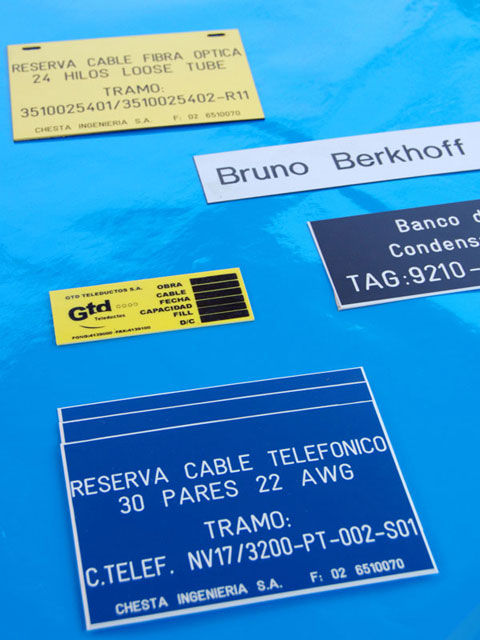 RESERVA CABLE FIBRA OPTICA
24 HILOS LOOSE TUBE
TRAMO:
3510025401/3510025402-R11
CHESTA INGENIERIA S.A. F: 02 6510070
Bruno Berkhoff
Banco d
Condens
TAG:9210-
GTD TELEDUCTOS S.A.
Gtd
Teleductos
OBRA
CABLE
FECHA
CAPACIDAD
FILL
D/C
RESERVA CABLE TELEFONICO
30 PARES 22 AWG
TRAMO:
C.TELEF. NV17/3200-PT-002-S01
CHESTA INGENIERIA S.A. F: 02 6510070